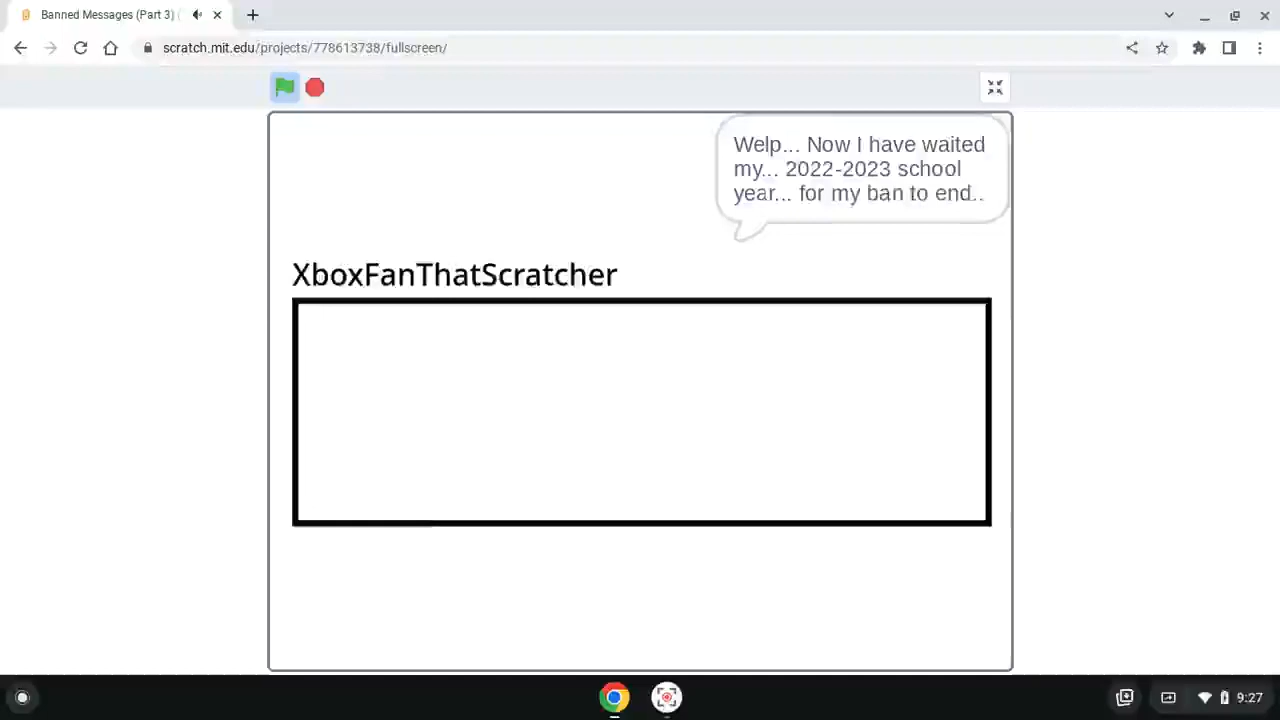 Banned Messages (Part 3) (
scratch.mit.edu/projects/778613738/fullscreen/
Welp... Now I have waited
my... 2022-2023 school
year... for my ban to end..
XboxFanThatScratcher
9:27